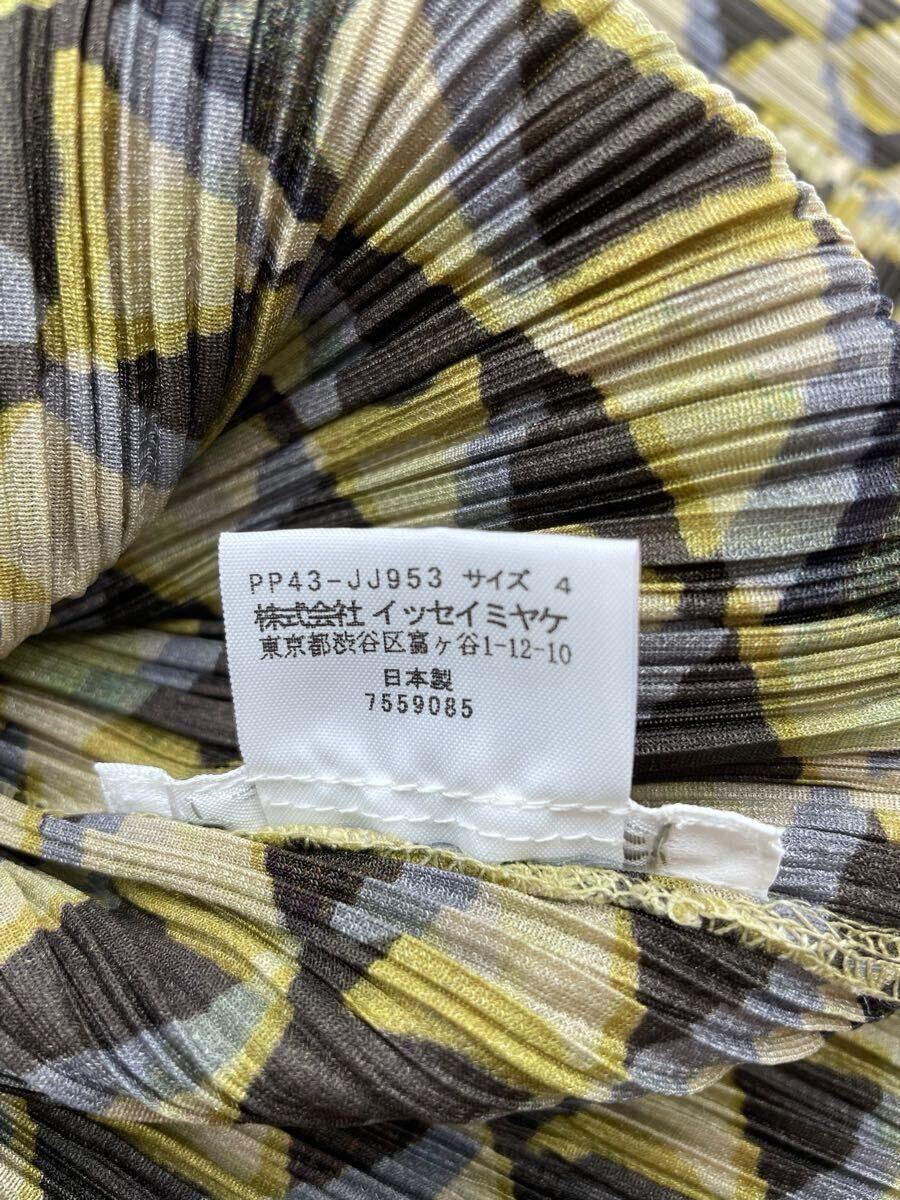 PP43-JJ953 サイズ 4
株式会社 イッセイミヤケ
東京都渋谷区富ヶ谷1-12-10
日本製
7559085